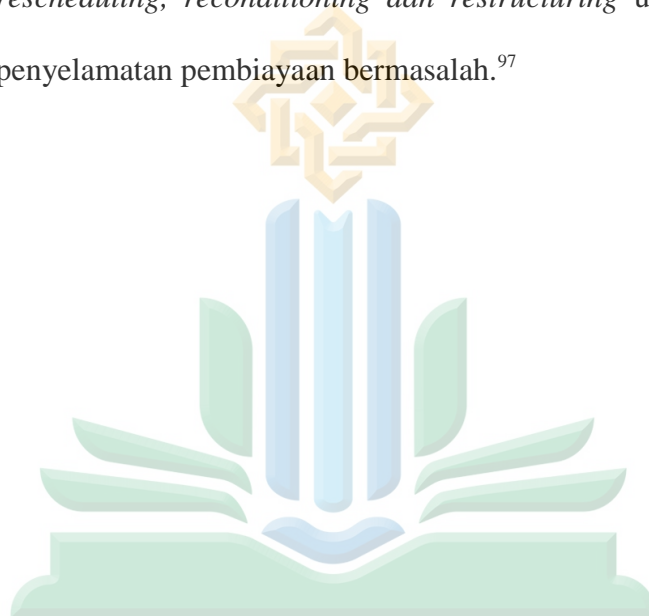 rescheduling, reconditioning dan restructuring
penyelamatan pembiayaan bermasalah.97